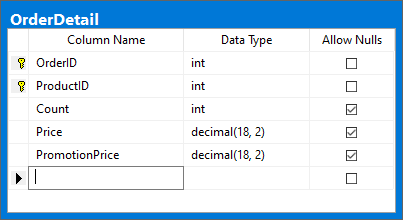 OrderDetail
Column Name Data Type Allow Nulls
OrderID int
ProductID int
Count int
Price decimal(18, 2)
PromotionPrice decimal(18, 2)